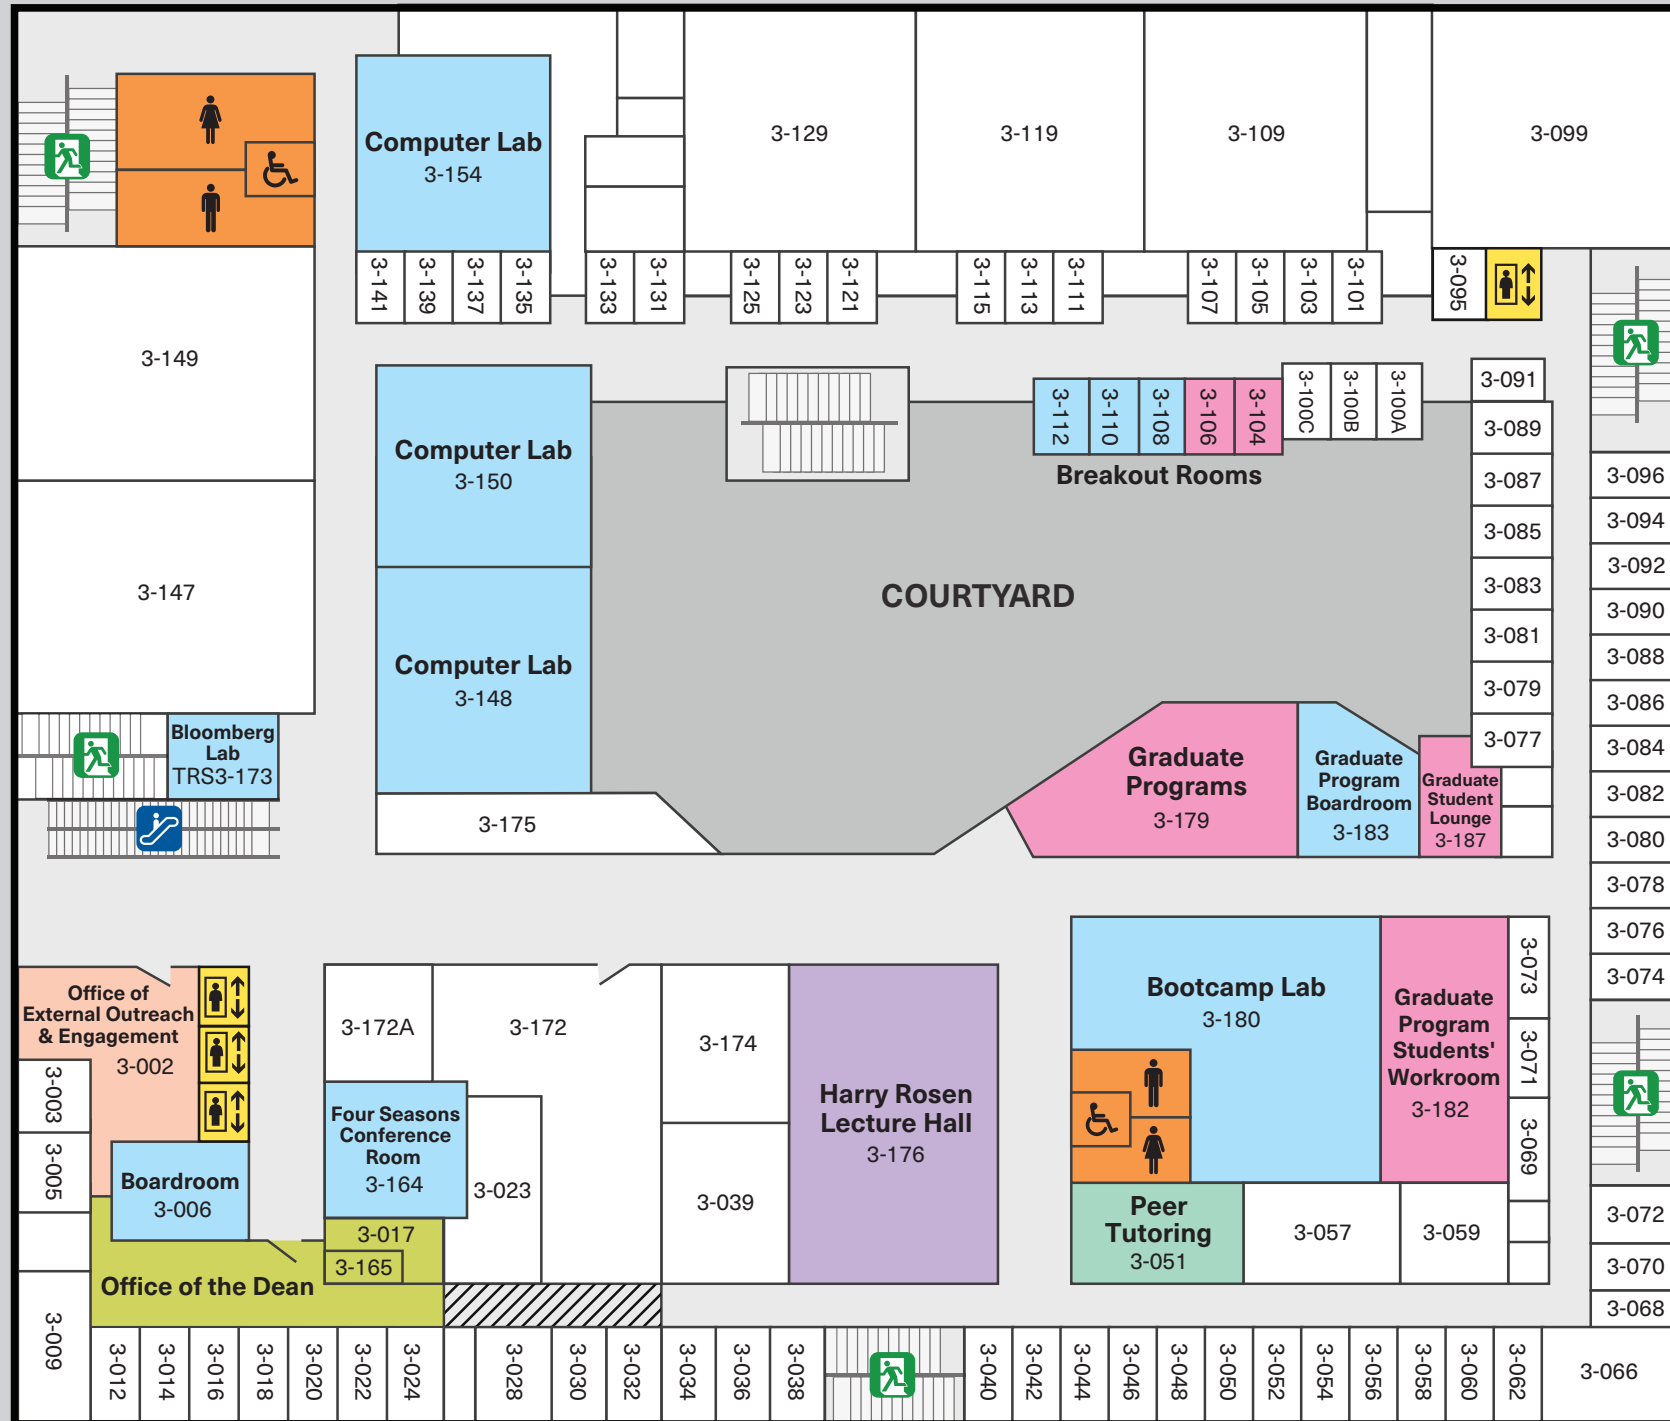 Computer Lab
3-154
3-129
3-119
3-109
3-099
3-141
3-139
3-137
3-135
3-133
3-131
3-125
3-123
3-121
3-115
3-113
3-111
3-107
3-105
3-103
3-101
3-095
3-149
Computer Lab
3-150
3-112
3-110
3-108
3-106
3-104
3-100C
3-100B
3-100A
Breakout Rooms
3-091
3-089
3-087
3-085
3-083
3-081
3-079
3-077
3-096
3-094
3-092
3-090
3-088
3-086
3-084
3-082
3-080
3-078
3-076
3-074
3-147
COURTYARD
Computer Lab
3-148
Bloomberg
Lab
TRS3-173
3-175
Graduate
Programs
3-179
Graduate
Program
Boardroom
3-183
Graduate
Student
Lounge
3-187
Office of
External Outreach
& Engagement
3-002
3-003
3-005
3-009
Boardroom
3-006
3-172A
3-172
Four Seasons
Conference
Room
3-164
3-023
3-017
3-165
Office of the Dean
3-174
3-039
Harry Rosen
Lecture Hall
3-176
Bootcamp Lab
3-180
Graduate
Program
Students'
Workroom
3-182
3-073
3-071
3-069
Peer
Tutoring
3-051
3-057
3-059
3-072
3-070
3-068
3-066
3-012
3-014
3-016
3-018
3-020
3-022
3-024
3-028
3-030
3-032
3-034
3-036
3-038
3-040
3-042
3-044
3-046
3-048
3-050
3-052
3-054
3-056
3-058
3-060
3-062